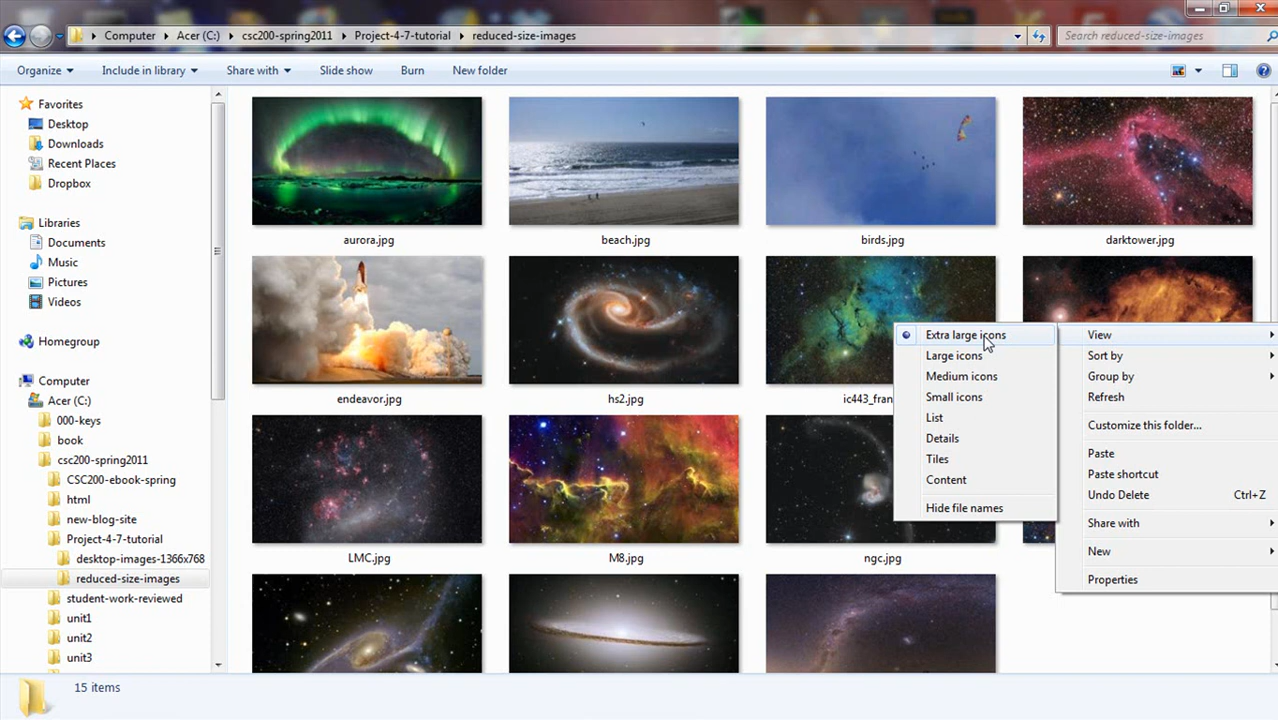 Computer Acer (C:) csc200-spring2011 Project-4-7-tutorial reduced-size-images
Search reduced-size-images
Organize Include in library Share with Slide show Burn New folder
Favorites
Desktop
Downloads
Recent Places
Dropbox
Libraries
Documents
Music
Pictures
Videos
Homegroup
Computer
Acer (C:)
000-keys
book
csc200-spring2011
CSC200-ebook-spring
html
new-blog-site
Project-4-7-tutorial
desktop-images-1366x768
reduced-size-images
student-work-reviewed
unit1
unit2
unit3
aurora.jpg beach.jpg birds.jpg darktower.jpg
endeavor.jpg hs2.jpg ic443_fran
LMC.jpg M8.jpg ngc.jpg
Extra large icons
Large icons
Medium icons
Small icons
List
Details
Tiles
Content
Hide file names
View
Sort by
Group by
Refresh
Customize this folder...
Paste
Paste shortcut
Undo Delete Ctrl+Z
Share with
New
Properties
15 items